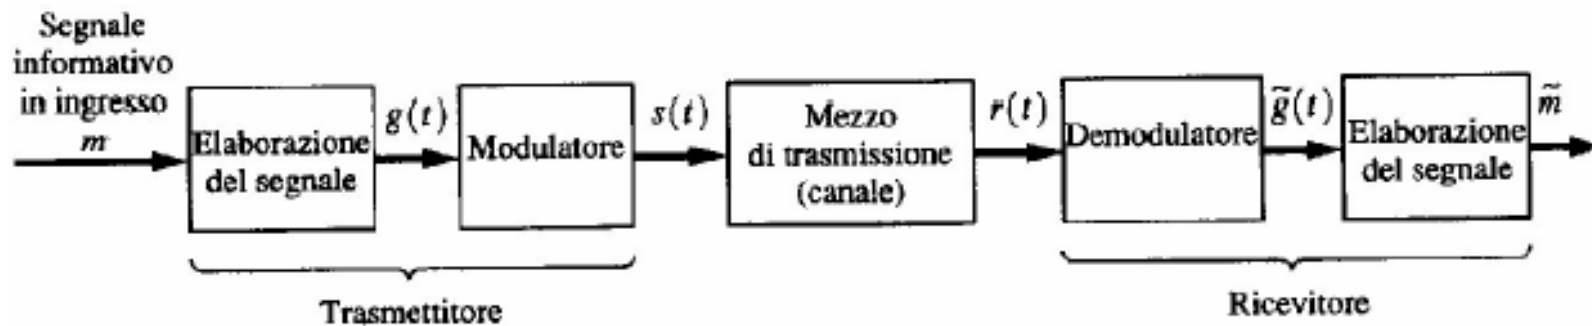 Segnale
informativo
in ingresso
m
Elaborazione
del segnale
g(t)
Modulatore
s(t)
Mezzo
di trasmissione
(canale)
r(t)
Demodulatore
g̃(t)
Elaborazione
del segnale
m̃
Trasmettitore
Ricevitore